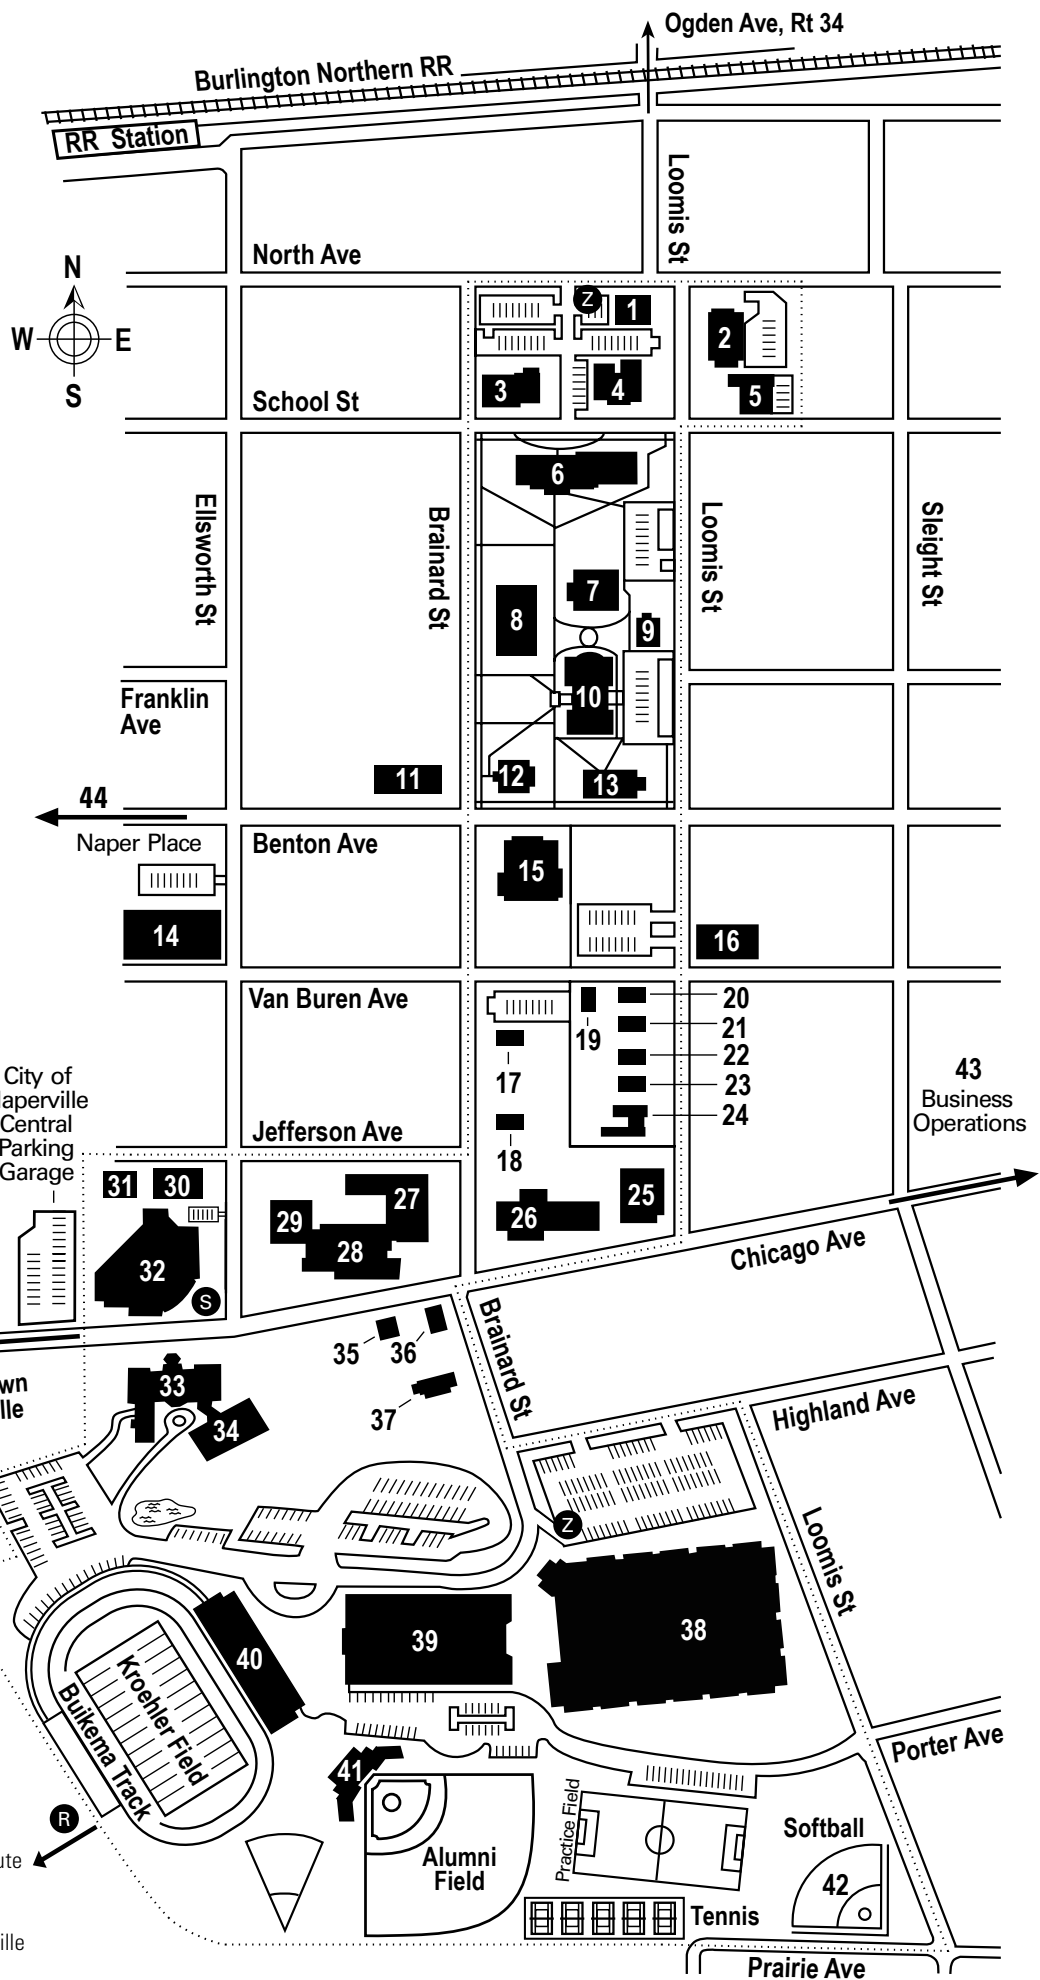 Ogden Ave, Rt 34
Burlington Northern RR
RR Station
Loomis St
North Ave
N
W
E
S
Z
1
2
3
4
5
School St
6
Ellsworth St
Brainard St
Loomis St
Sleight St
7
8
9
10
Franklin
Ave
11
12
13
44
Naper Place
Benton Ave
15
14
16
Van Buren Ave
20
19
21
22
17
23
24
City of
aperville
Central
Parking
Garage
43
Business
Operations
Jefferson Ave
18
31
30
29
27
28
26
25
32
S
Chicago Ave
35
36
Brainard St
wn
lle
33
34
37
Highland Ave
Z
Loomis St
38
39
40
Kroehler Field
Buikema Track
Porter Ave
41
R
Practice Field
Softball
ute
Alumni
Field
42
Tennis
ille
Prairie Ave